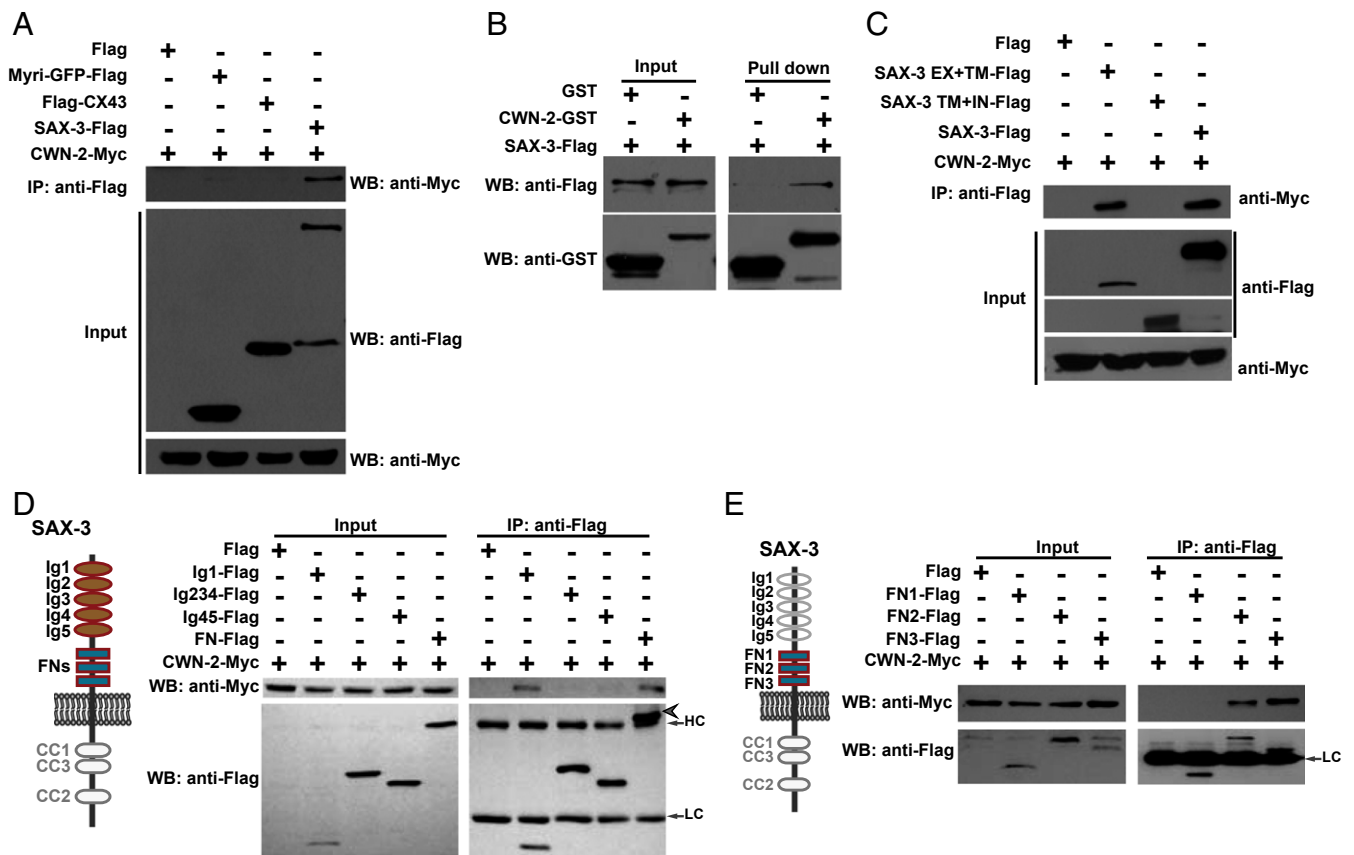 A
Flag + - - -
Myri-GFP-Flag - + - -
Flag-CX43 - - + -
SAX-3-Flag - - - +
CWN-2-Myc + + + +
IP: anti-Flag
WB: anti-Myc
Input
WB: anti-Flag
WB: anti-Myc
B
Input
Pull down
GST + - + -
CWN-2-GST - + - +
SAX-3-Flag + + + +
WB: anti-Flag
WB: anti-GST
C
Flag + - - -
SAX-3 EX+TM-Flag - + - -
SAX-3 TM+IN-Flag - - + -
SAX-3-Flag - - - +
CWN-2-Myc + + + +
IP: anti-Flag
anti-Myc
Input
anti-Flag
anti-Myc
D
SAX-3
Ig1
Ig2
Ig3
Ig4
Ig5
FNs
CC1
CC3
CC2
Input
IP: anti-Flag
Flag + - - - - + - - - -
Ig1-Flag - + - - - - + - - -
Ig234-Flag - - + - - - - + - -
Ig45-Flag - - - + - - - - + -
FN-Flag - - - - + - - - - +
CWN-2-Myc + + + + + + + + + +
WB: anti-Myc
HC
WB: anti-Flag
LC
E
SAX-3
Ig1
Ig2
Ig3
Ig4
Ig5
FN1
FN2
FN3
CC1
CC3
CC2
Input
IP: anti-Flag
Flag + - - - + - - -
FN1-Flag - + - - - + - -
FN2-Flag - - + - - - + -
FN3-Flag - - - + - - - +
CWN-2-Myc + + + + + + + +
WB: anti-Myc
WB: anti-Flag
LC